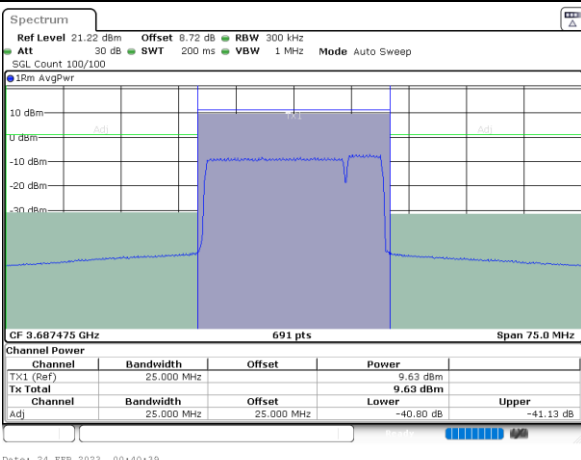 Spectrum
Ref Level 21.22 dBm Offset 8.72 dB RBW 300 kHz
Att 30 dB SWT 200 ms VBW 1 MHz Mode Auto Sweep
SGL Count 100/100
1Rm AvgPwr
10 dBm
TX1
Adj Adj
0 dBm
-10 dBm
-20 dBm
-30 dBm
CF 3.687475 GHz 691 pts Span 75.0 MHz
Channel Power
Channel Bandwidth Offset Power
TX1 (Ref) 25.000 MHz 9.63 dBm
Tx Total 9.63 dBm
Channel Bandwidth Offset Lower Upper
Adj 25.000 MHz 25.000 MHz -40.80 dB -41.13 dB
Ready